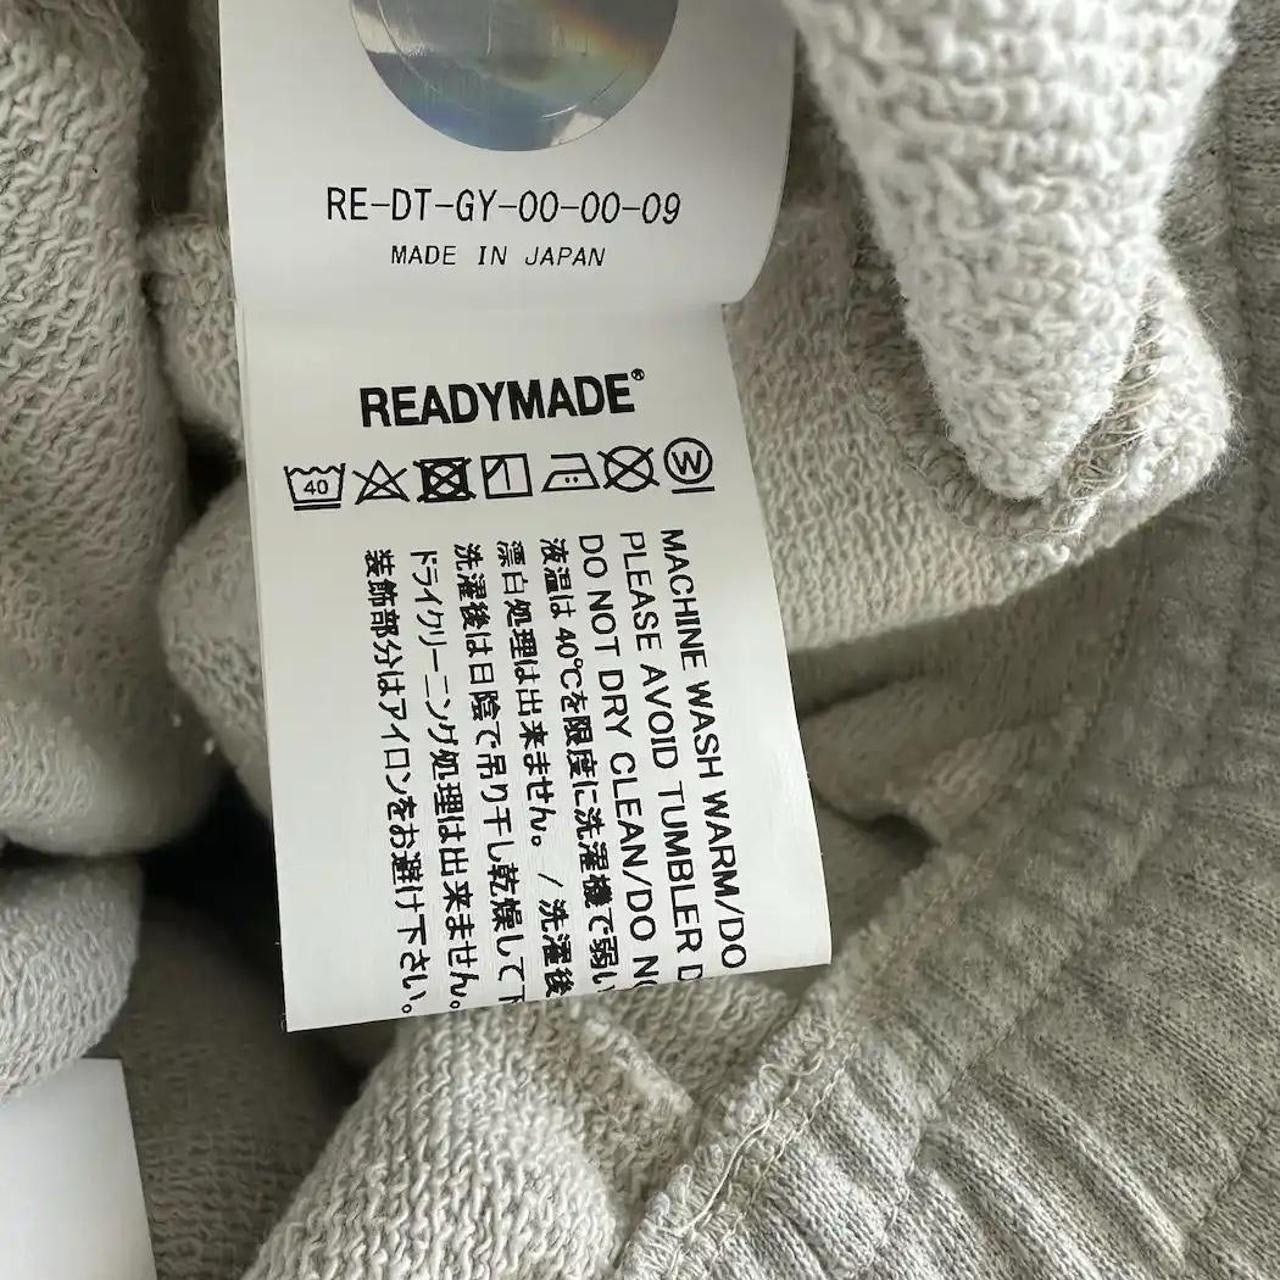 RE-DT-GY-00-00-09
MADE IN JAPAN
READYMADE®
40
W
MACHINE WASH WARM/DO
PLEASE AVOID TUMBLER
DO NOT DRY CLEAN/DO
液温は 40℃を限度に洗濯機で弱い
漂白処理は出来ません。/ 洗濯後
洗濯後は日陰で吊り干し乾燥して下
ドライクリーニング処理は出来ません。
装飾部分はアイロンをお避け下さい。